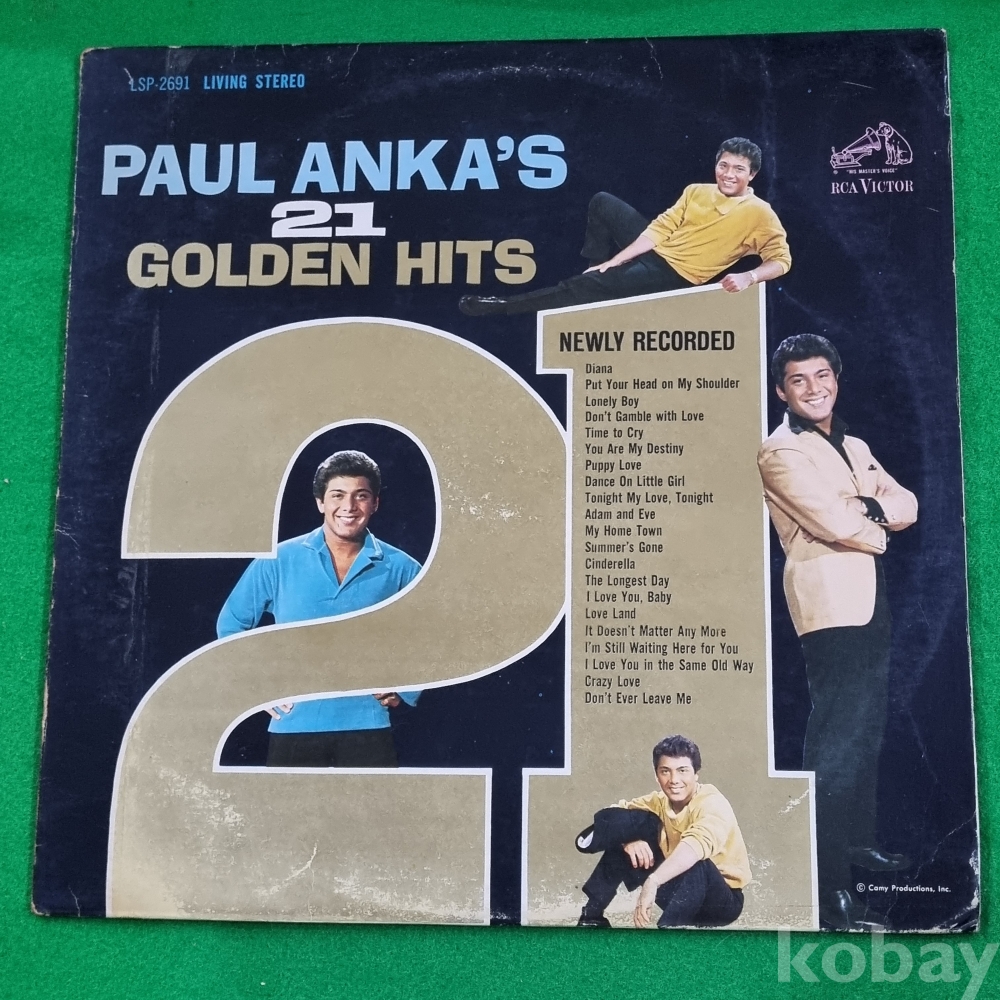 LSP-2691 LIVING STEREO
PAUL ANKA'S
21
GOLDEN HITS
"HIS MASTER'S VOICE"
RCA VICTOR
21
NEWLY RECORDED
Diana
Put Your Head on My Shoulder
Lonely Boy
Don't Gamble with Love
Time to Cry
You Are My Destiny
Puppy Love
Dance On Little Girl
Tonight My Love, Tonight
Adam and Eve
My Home Town
Summer's Gone
Cinderella
The Longest Day
I Love You, Baby
Love Land
It Doesn't Matter Any More
I'm Still Waiting Here for You
I Love You in the Same Old Way
Crazy Love
Don't Ever Leave Me
© Camy Productions, Inc.
kobay